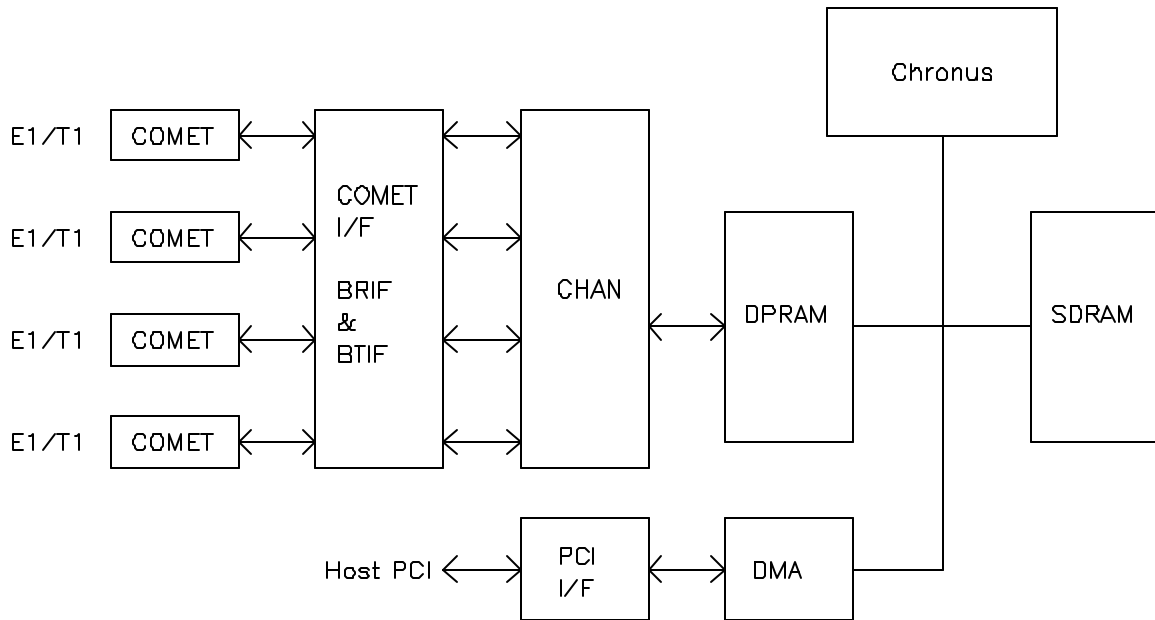 Chronus
E1/T1
COMET
E1/T1
COMET
E1/T1
COMET
E1/T1
COMET
COMET
I/F
BRIF
&
BTIF
CHAN
DPRAM
SDRAM
Host PCI
PCI
I/F
DMA